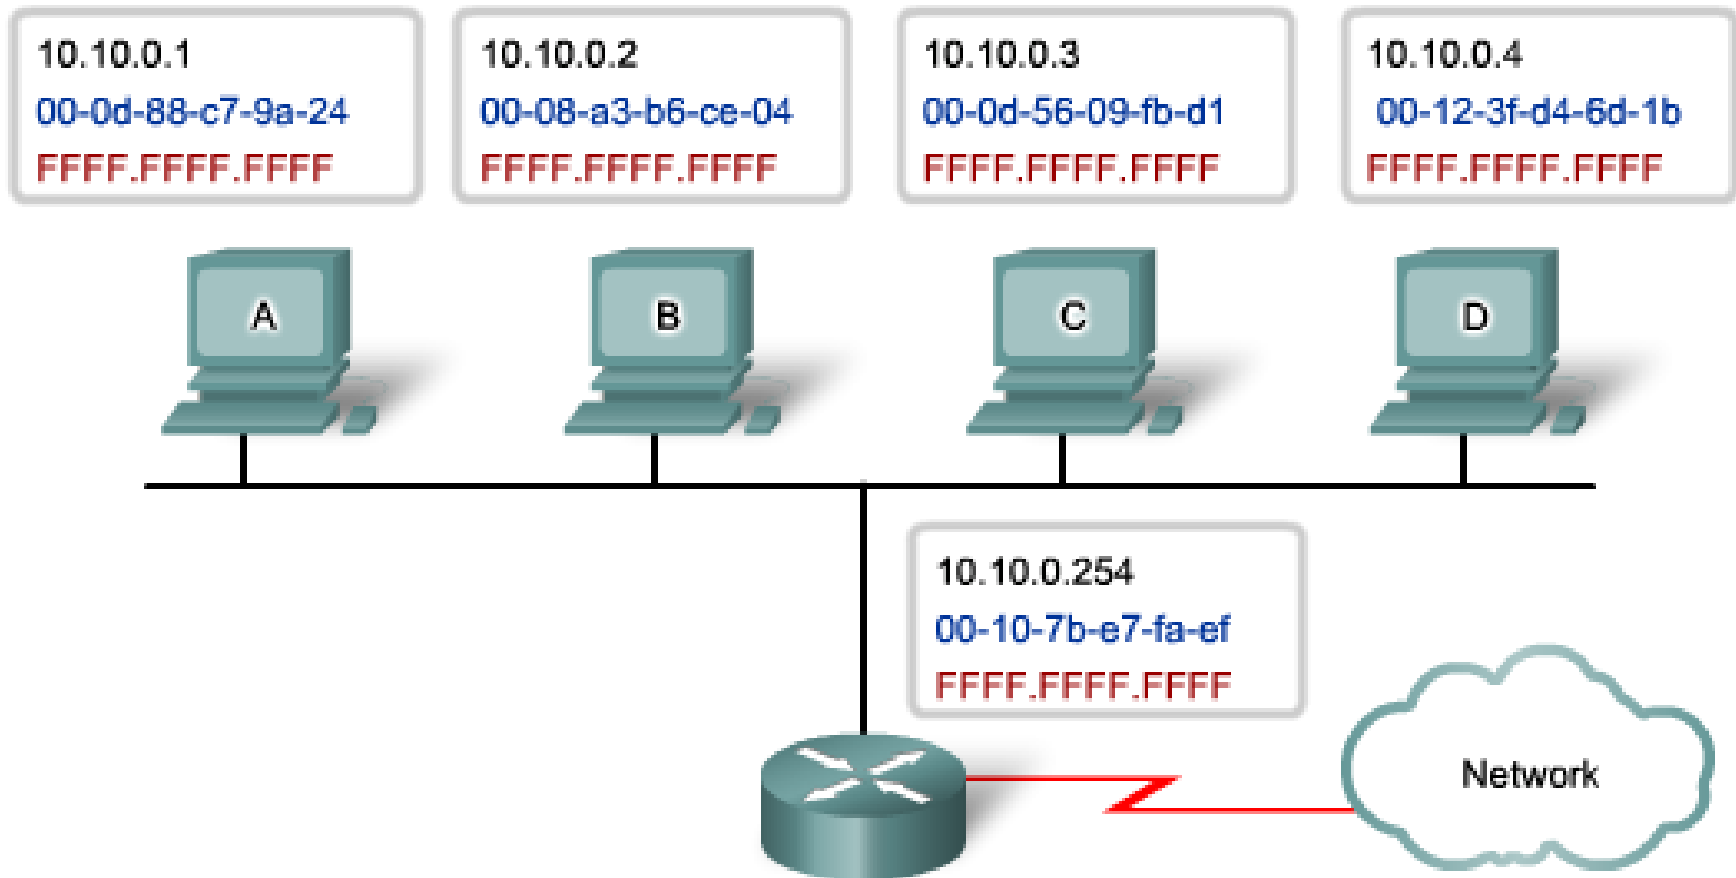 10.10.0.1
00-0d-88-c7-9a-24
FFFF.FFFF.FFFF
10.10.0.2
00-08-a3-b6-ce-04
FFFF.FFFF.FFFF
10.10.0.3
00-0d-56-09-fb-d1
FFFF.FFFF.FFFF
10.10.0.4
00-12-3f-d4-6d-1b
FFFF.FFFF.FFFF
A
B
C
D
10.10.0.254
00-10-7b-e7-fa-ef
FFFF.FFFF.FFFF
Network